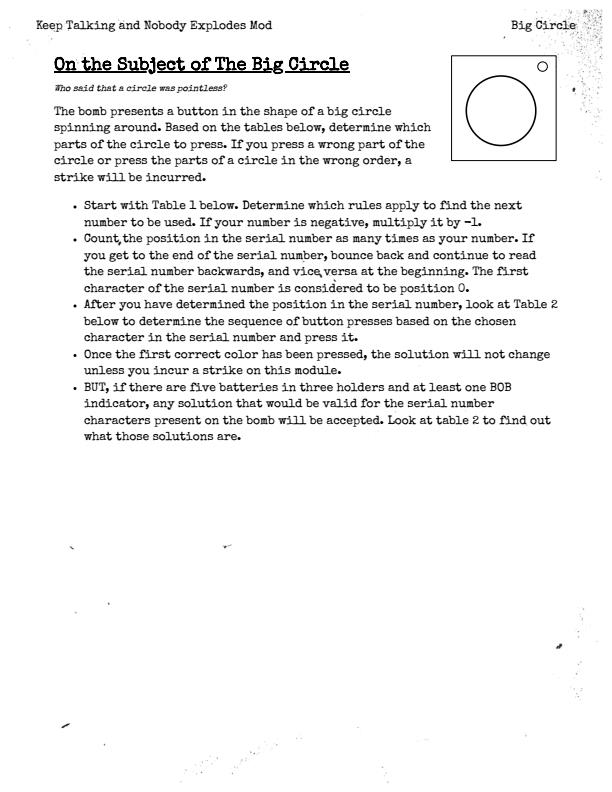 Keep Talking and Nobody Explodes Mod
Big Circle
On the Subject of The Big Circle
Who said that a circle was pointless?
The bomb presents a button in the shape of a big circle
spinning around. Based on the tables below, determine which
parts of the circle to press. If you press a wrong part of the
circle or press the parts of a circle in the wrong order, a
strike will be incurred.
• Start with Table 1 below. Determine which rules apply to find the next
number to be used. If your number is negative, multiply it by -1.
• Count the position in the serial number as many times as your number. If
you get to the end of the serial number, bounce back and continue to read
the serial number backwards, and vice versa at the beginning. The first
character of the serial number is considered to be position 0.
• After you have determined the position in the serial number, look at Table 2
below to determine the sequence of button presses based on the chosen
character in the serial number and press it.
• Once the first correct color has been pressed, the solution will not change
unless you incur a strike on this module.
• BUT, if there are five batteries in three holders and at least one BOB
indicator, any solution that would be valid for the serial number
characters present on the bomb will be accepted. Look at table 2 to find out
what those solutions are.